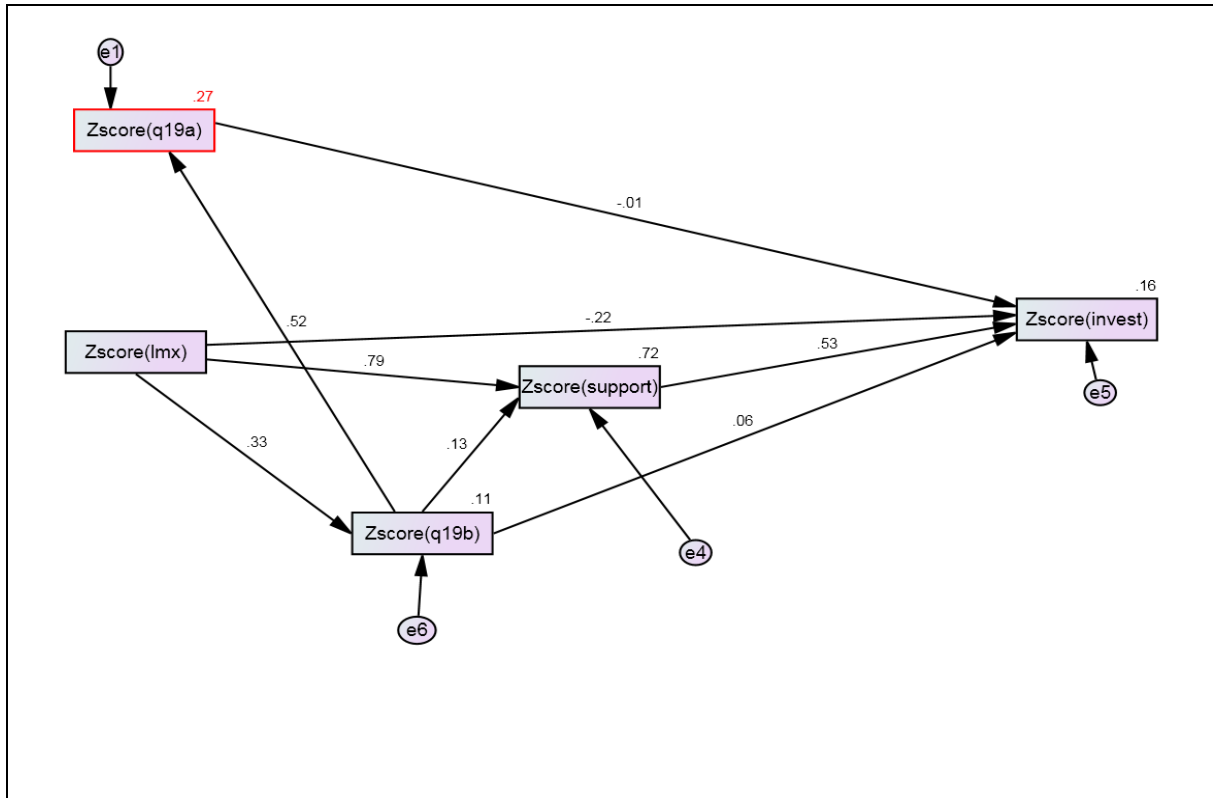 e1
.27
Zscore(q19a)
-.01
.16
Zscore(invest)
.52
-.22
Zscore(lmx)
.79
.72
.53
Zscore(support)
e5
.33
.13
.06
.11
Zscore(q19b)
e4
e6